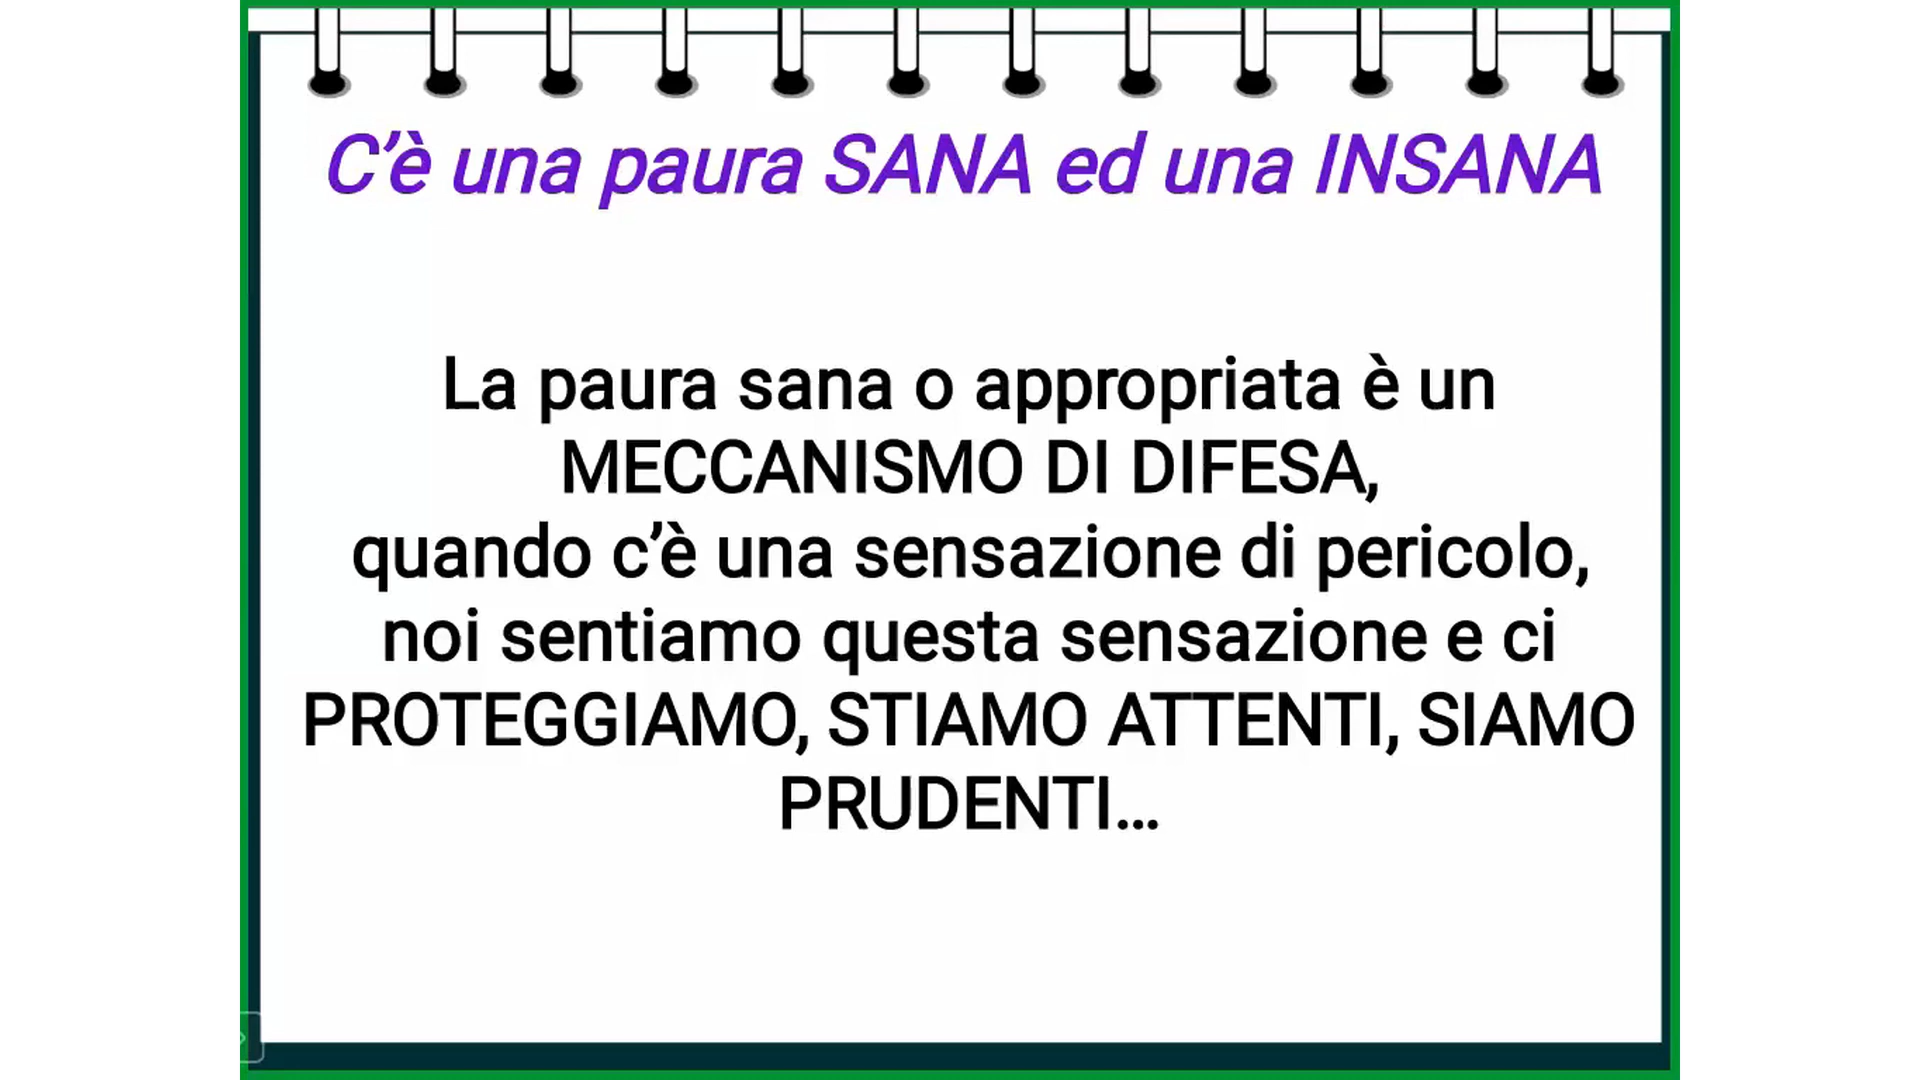 C’è una paura SANA ed una INSANA
La paura sana o appropriata è un
MECCANISMO DI DIFESA,
quando c’è una sensazione di pericolo,
noi sentiamo questa sensazione e ci
PROTEGGIAMO, STIAMO ATTENTI, SIAMO
PRUDENTI...